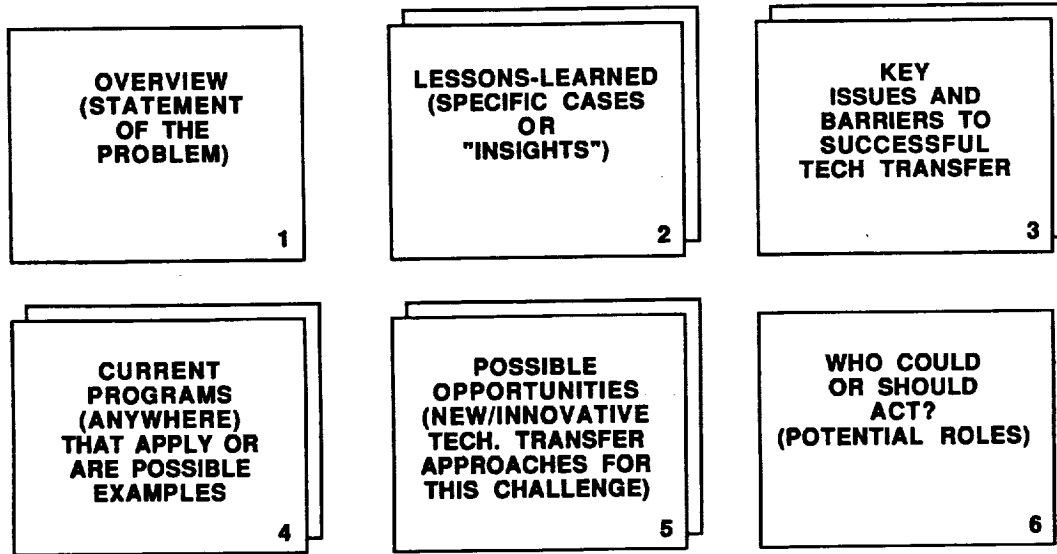 OVERVIEW
(STATEMENT
OF THE
PROBLEM)
1
LESSONS-LEARNED
(SPECIFIC CASES
OR
"INSIGHTS")
2
KEY
ISSUES AND
BARRIERS TO
SUCCESSFUL
TECH TRANSFER
3
CURRENT
PROGRAMS
(ANYWHERE)
THAT APPLY OR
ARE POSSIBLE
EXAMPLES
4
POSSIBLE
OPPORTUNITIES
(NEW/INNOVATIVE
TECH. TRANSFER
APPROACHES FOR
THIS CHALLENGE)
5
WHO COULD
OR SHOULD
ACT?
(POTENTIAL ROLES)
6